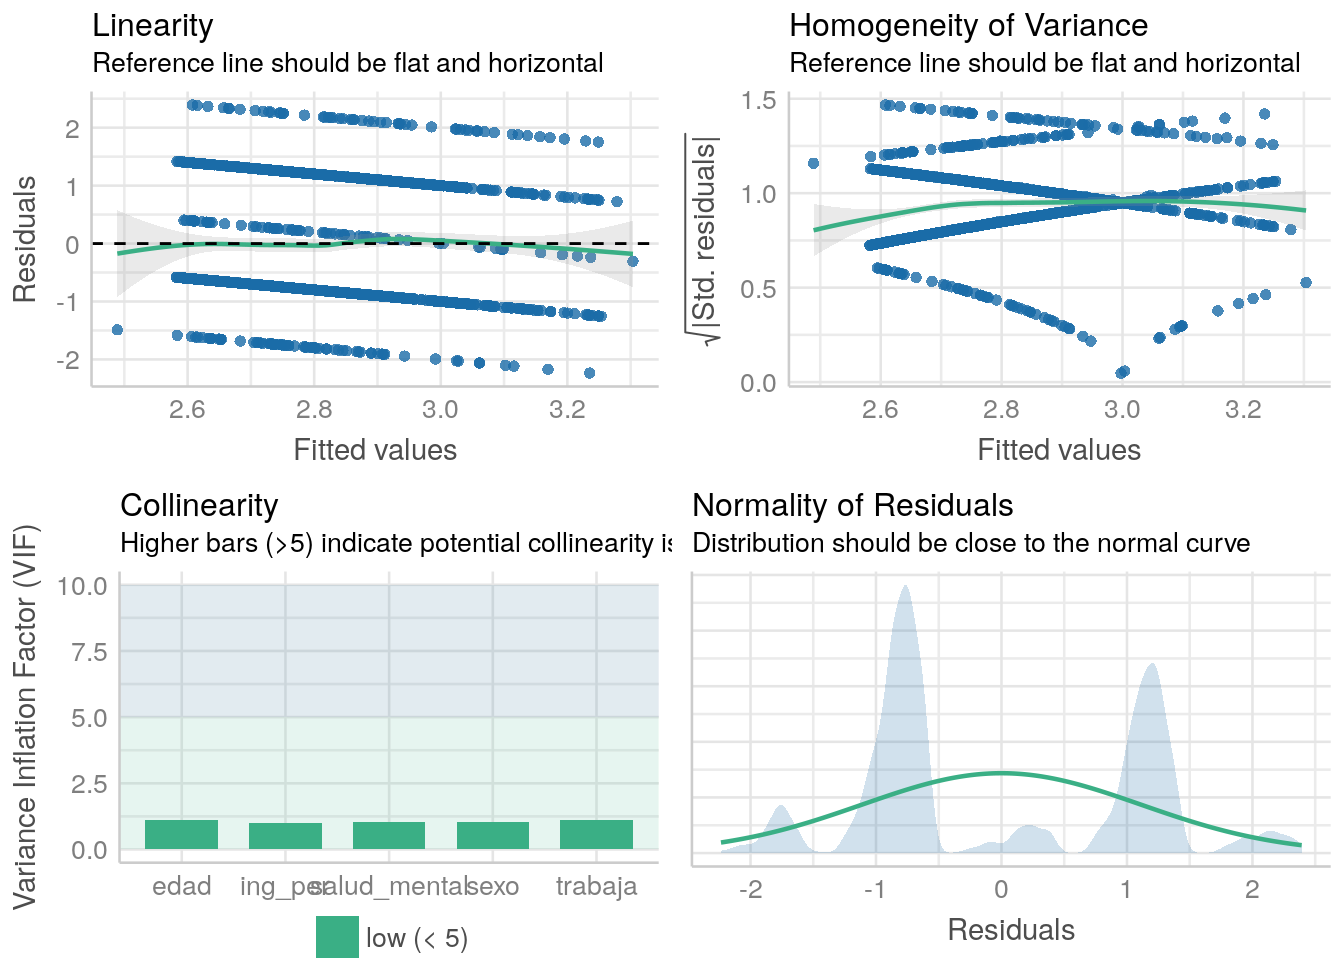 Linearity
Reference line should be flat and horizontal
Residuals
2
1
0
-1
-2
2.6 2.8 3.0 3.2
Fitted values
Homogeneity of Variance
Reference line should be flat and horizontal
√|Std. residuals|
1.5
1.0
0.5
0.0
2.6 2.8 3.0 3.2
Fitted values
Collinearity
Higher bars (>5) indicate potential collinearity is
Variance Inflation Factor (VIF)
10.0
7.5
5.0
2.5
0.0
edad ing_per salud_mental sexo trabaja
low (< 5)
Normality of Residuals
Distribution should be close to the normal curve
-2 -1 0 1 2
Residuals